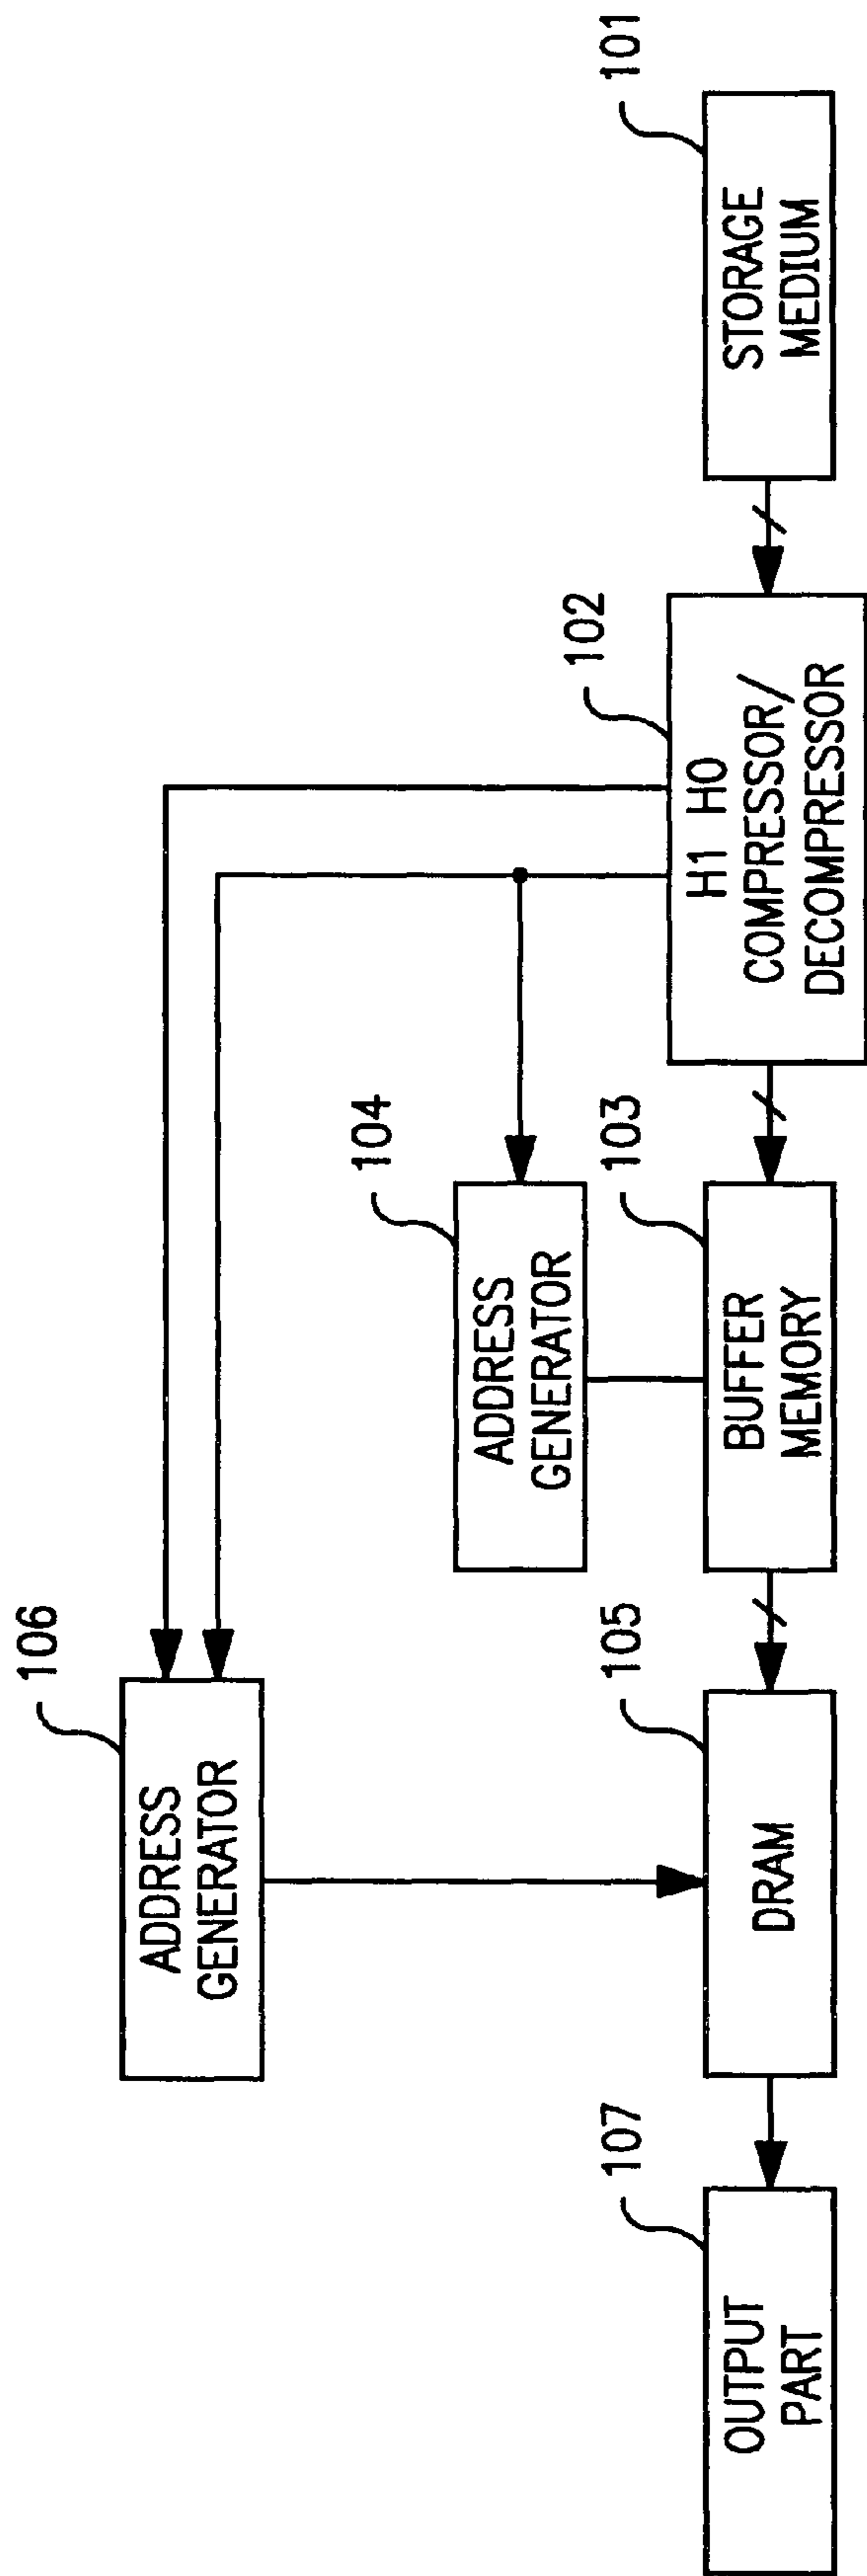 106
ADDRESS
GENERATOR
104
ADDRESS
GENERATOR
107
OUTPUT
PART
105
DRAM
103
BUFFER
MEMORY
102
H1 H0
COMPRESSOR/
DECOMPRESSOR
101
STORAGE
MEDIUM